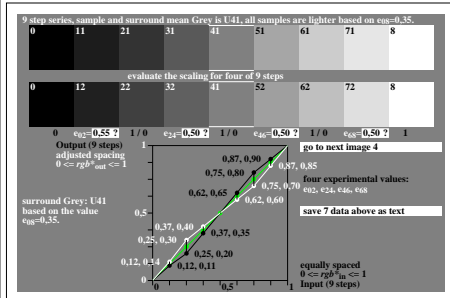 9 step series, sample and surround mean Grey is U41, all samples are lighter based on e08=0,35.
0 11 21 31 41 51 61 71 8
evaluate the scaling for four of 9 steps
0 12 22 32 41 52 62 72 8
0 e02=0,55 ? 1 / 0 e24=0,50 ? 1 / 0 e46=0,50 ? 1 / 0 e68=0,50 ? 1
Output (9 steps)
adjusted spacing
0 <= rgb*out <= 1
go to next image 4
four experimental values:
e02, e24, e46, e68
surround Grey: U41
based on the value
e08=0,35.
save 7 data above as text
equally spaced
0 <= rgb*in <= 1
Input (9 steps)
1
0,5
0
0 0,5 1
0,87, 0,90
0,75, 0,80
0,62, 0,65
0,37, 0,40
0,25, 0,30
0,12, 0,14
0,87, 0,85
0,75, 0,70
0,62, 0,60
0,37, 0,35
0,25, 0,20
0,12, 0,11